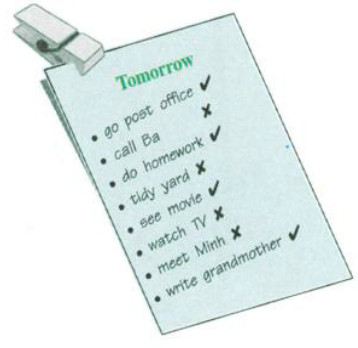 Tomorrow
• go post office ✔
• call Ba ✘
• do homework ✔
• tidy yard ✘
• see movie ✔
• watch TV ✘
• meet Minh ✘
• write grandmother ✔